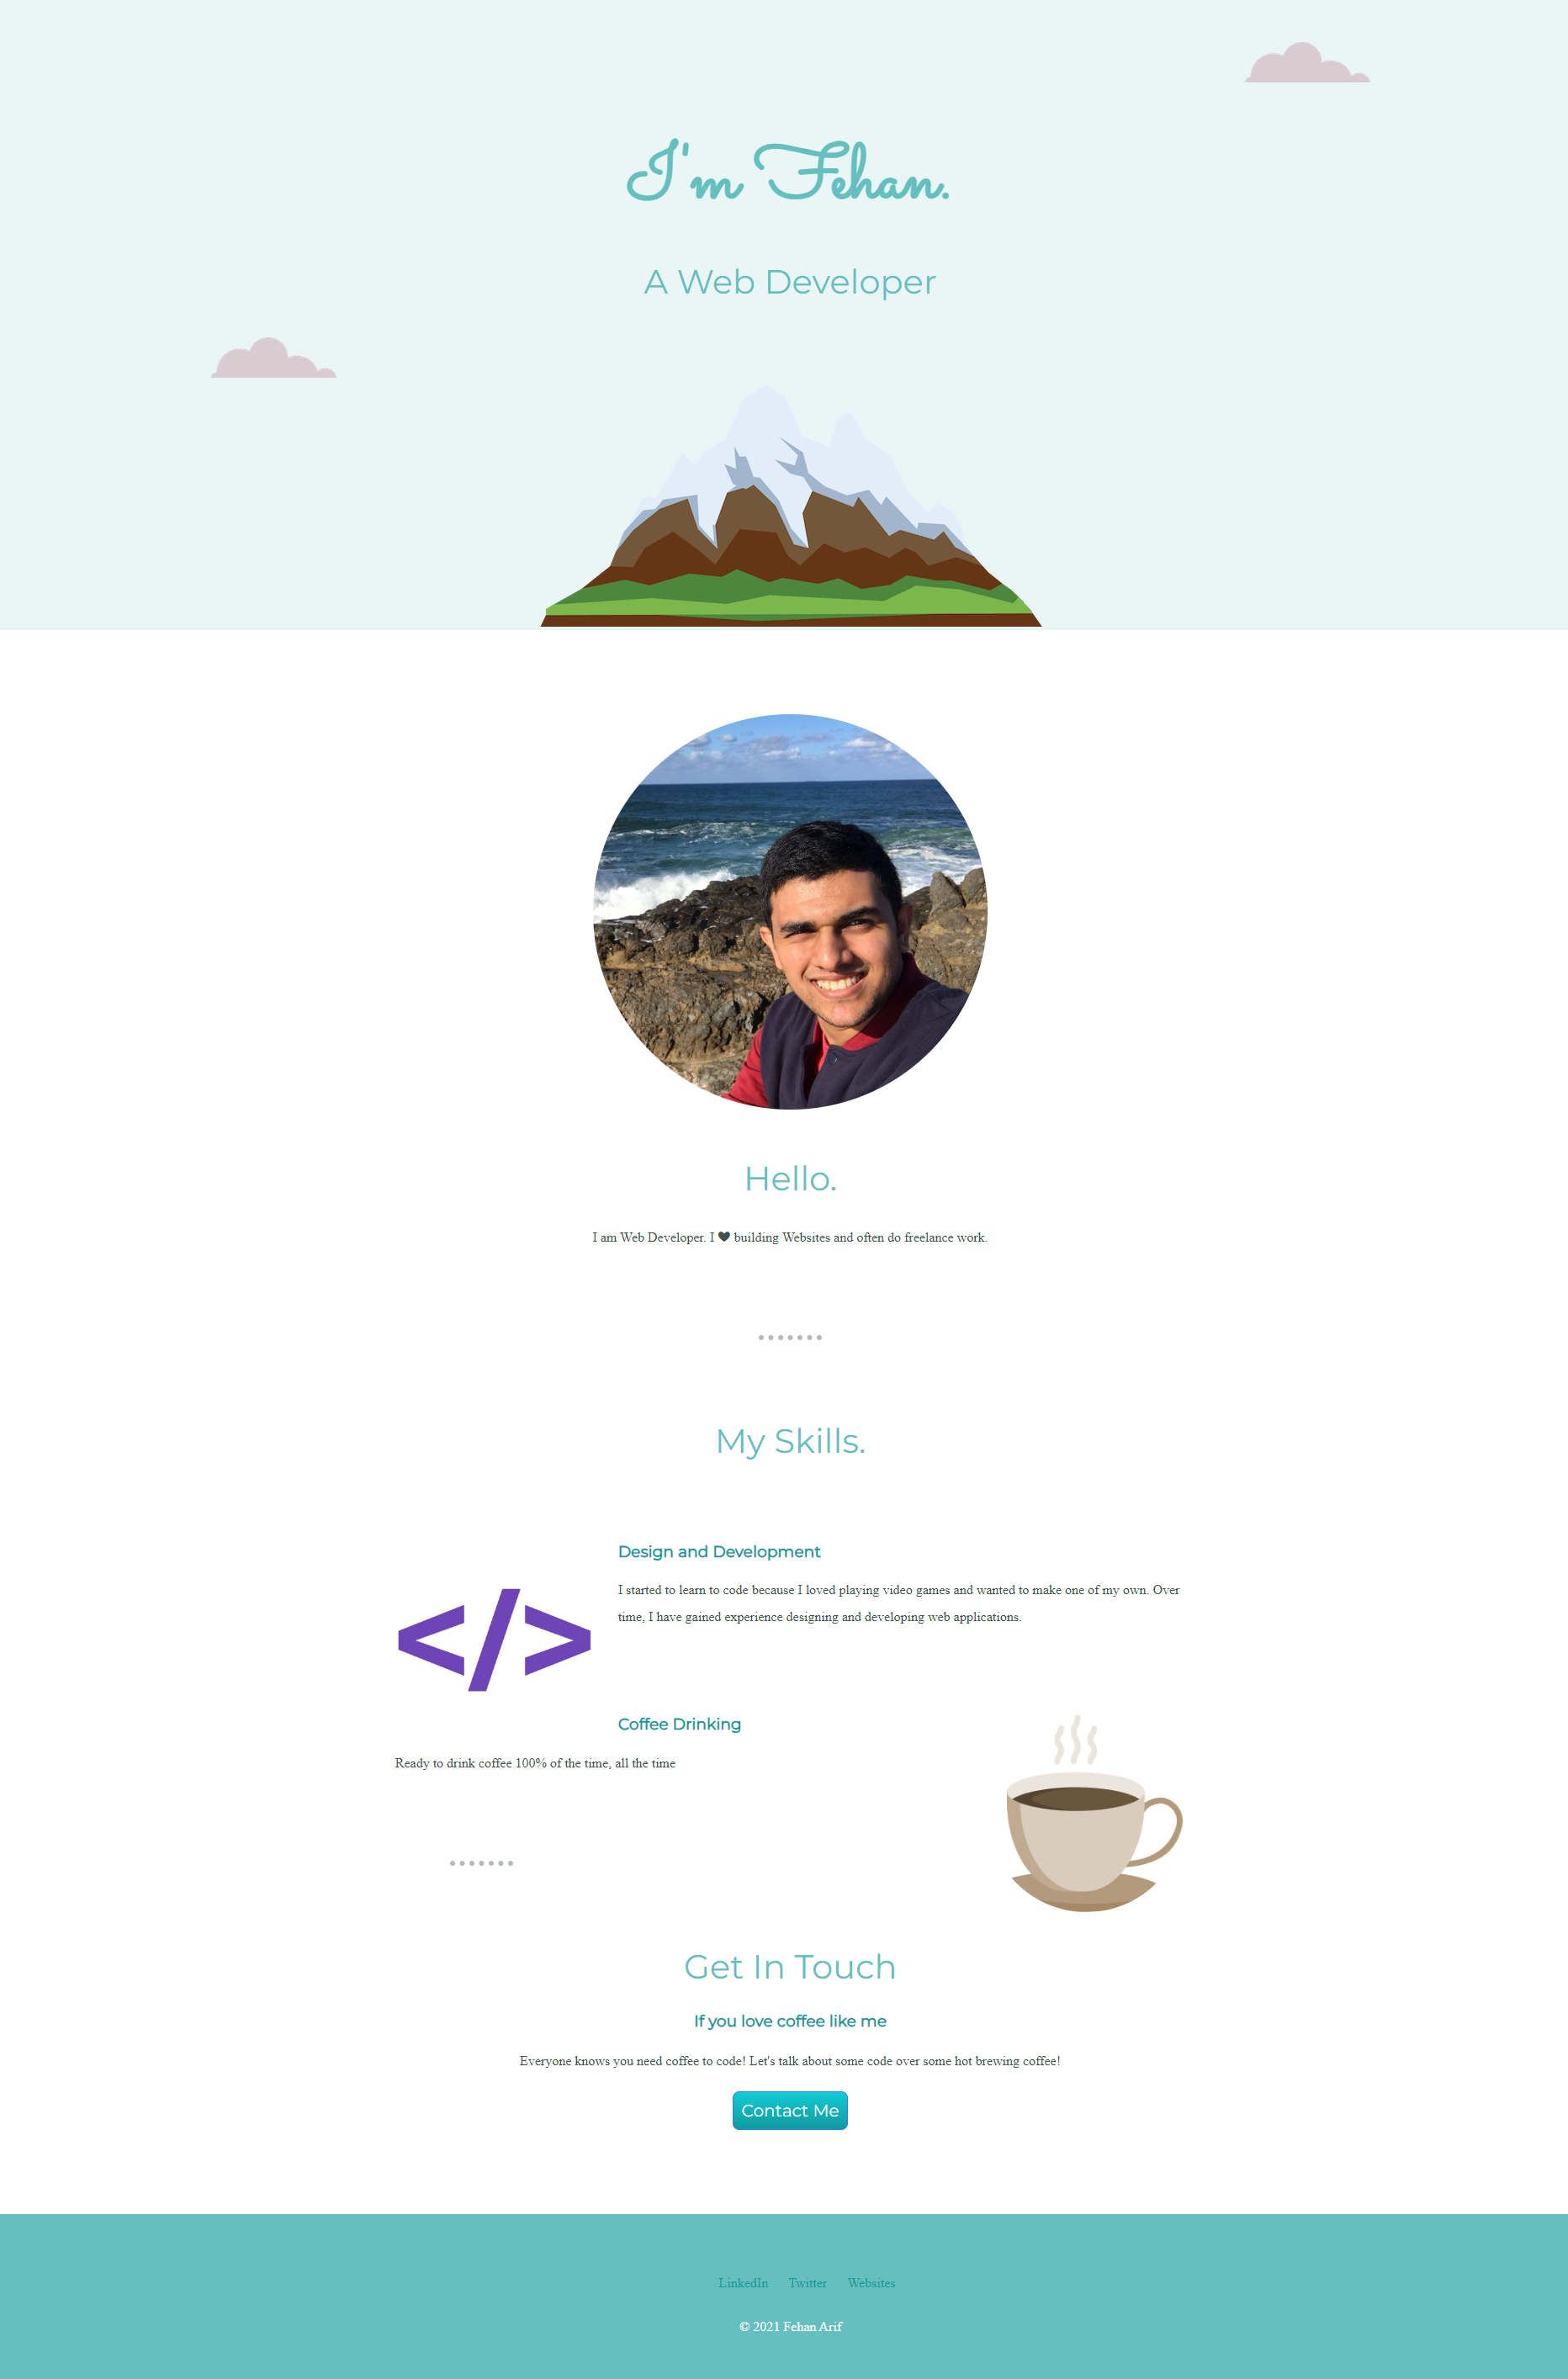 I'm Fehan.
A Web Developer
Hello.
I am Web Developer. I ❤ building Websites and often do freelance work.
My Skills.
Design and Development
I started to learn to code because I loved playing video games and wanted to make one of my own. Over
time, I have gained experience designing and developing web applications.
</>
Coffee Drinking
Ready to drink coffee 100% of the time, all the time
Get In Touch
If you love coffee like me
Everyone knows you need coffee to code! Let's talk about some code over some hot brewing coffee!
Contact Me
LinkedIn Twitter Websites
© 2021 Fehan Arif